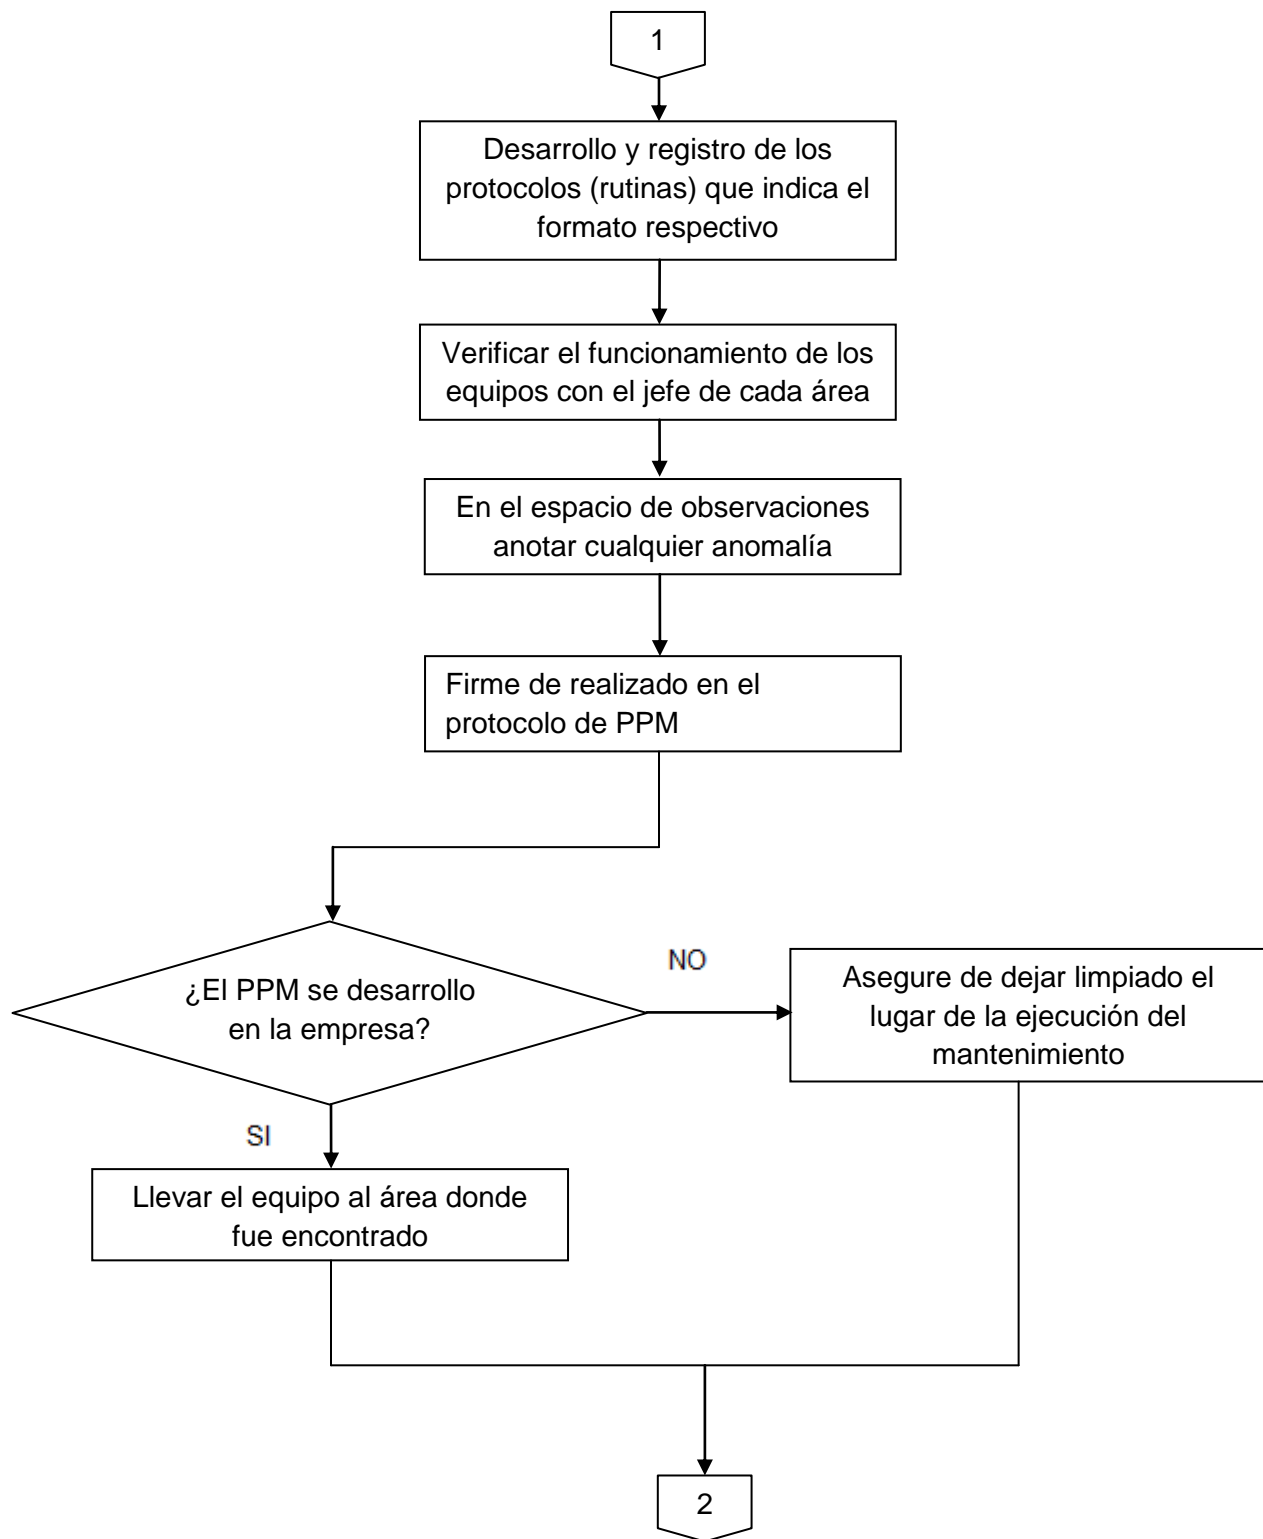 1
Desarrollo y registro de los
protocolos (rutinas) que indica el
formato respectivo
Verificar el funcionamiento de los
equipos con el jefe de cada área
En el espacio de observaciones
anotar cualquier anomalía
Firme de realizado en el
protocolo de PPM
¿El PPM se desarrollo
en la empresa?
NO
Asegure de dejar limpiado el
lugar de la ejecución del
mantenimiento
SI
Llevar el equipo al área donde
fue encontrado
2